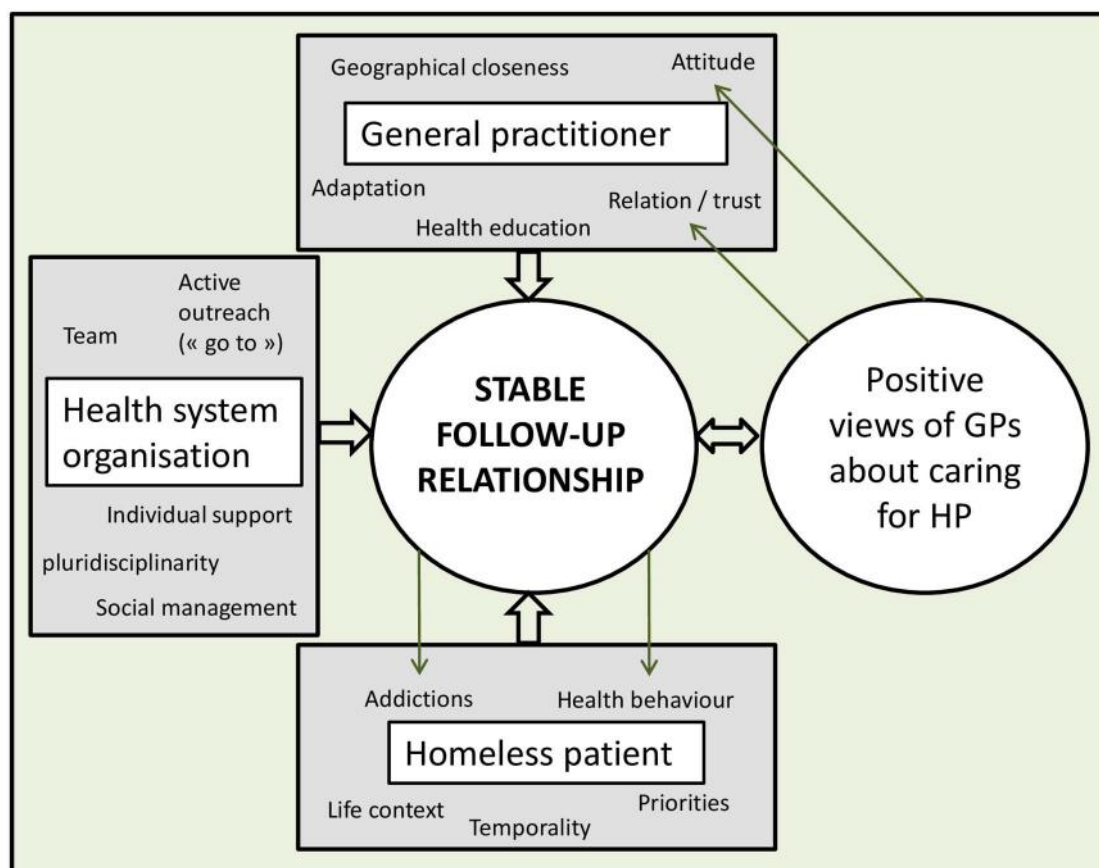 Geographical closeness
Attitude
General practitioner
Adaptation
Relation / trust
Health education
Active
outreach
(« go to »)
Team
Health system
organisation
Individual support
pluridisciplinarity
Social management
STABLE
FOLLOW-UP
RELATIONSHIP
Positive
views of GPs
about caring
for HP
Addictions
Health behaviour
Homeless patient
Life context
Priorities
Temporality